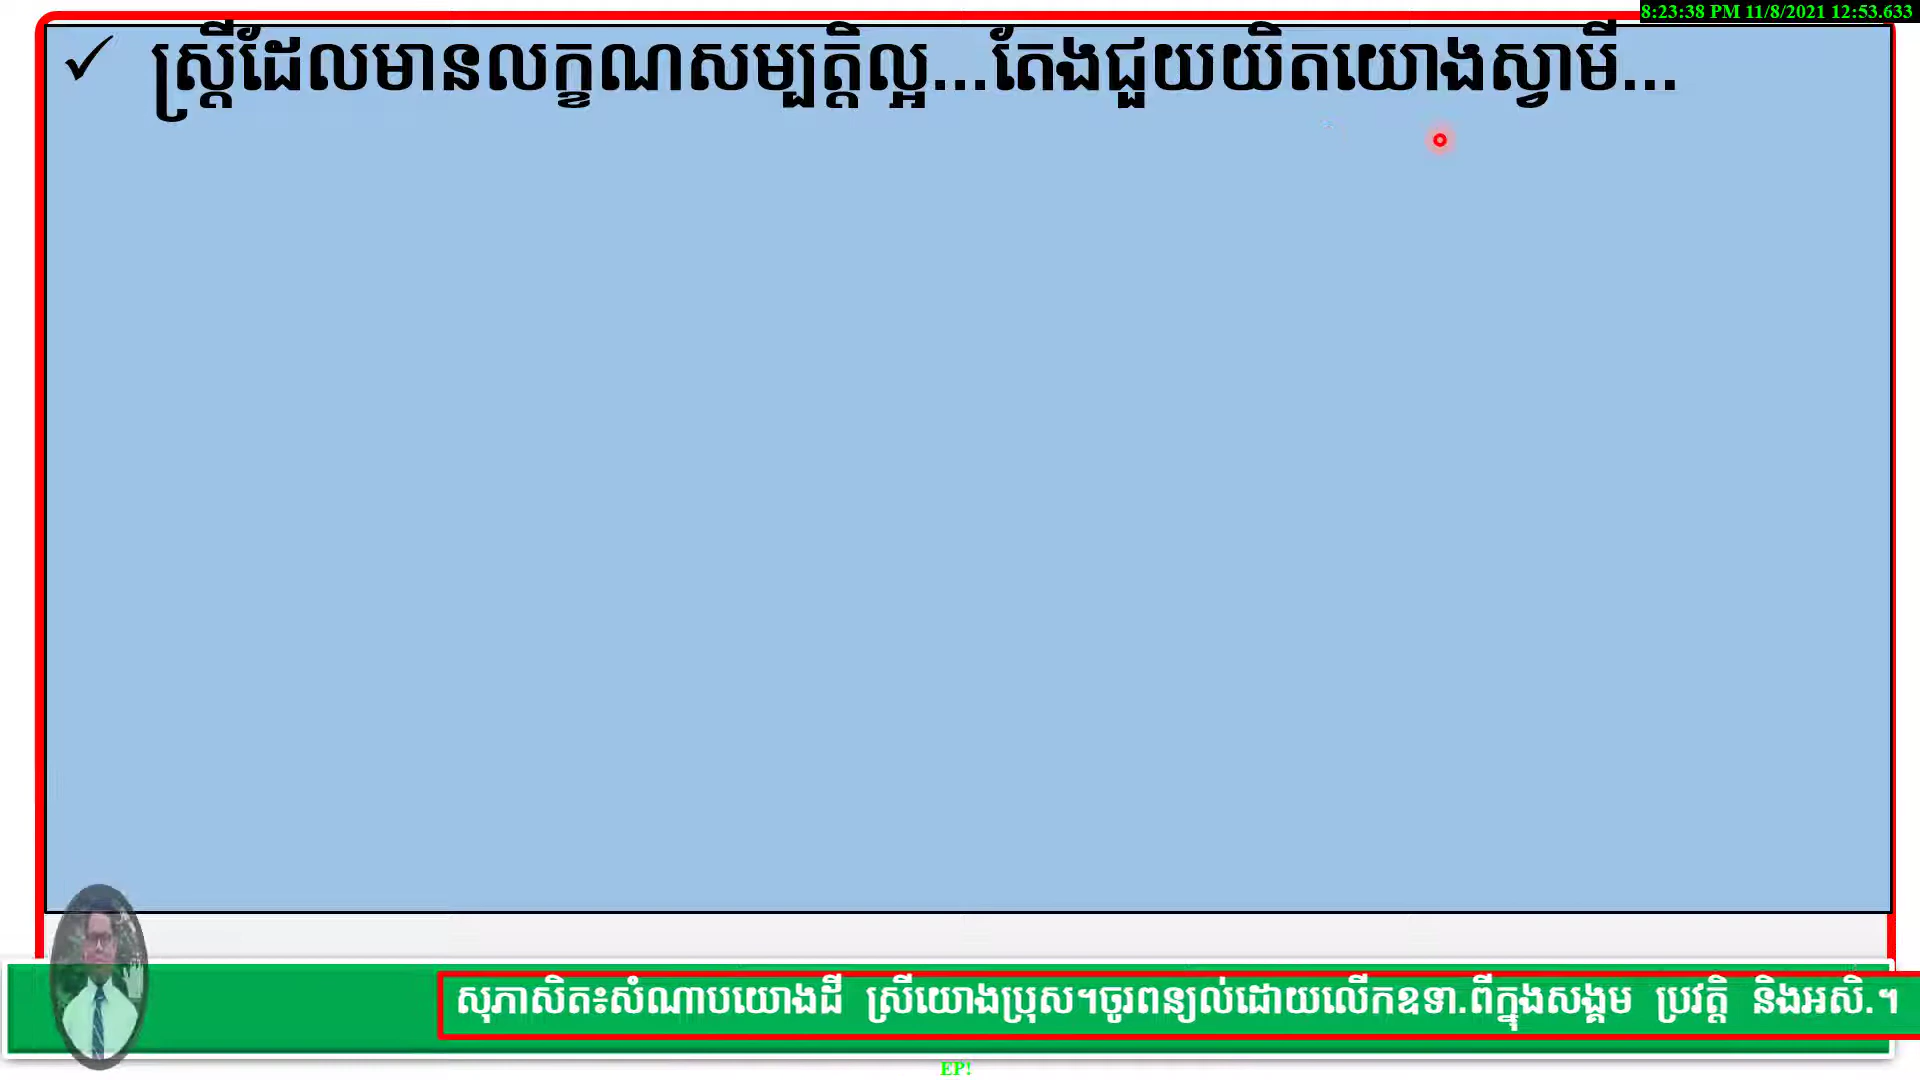 8:23:38 PM 11/8/2021 12:53.633
✓ ស្ត្រីដែលមានលក្ខណសម្បត្តិល្អ...តែងជួយយិតយោងស្វាមី...
សុភាសិត៖សំណាបយោងដី ស្រីយោងប្រុស។ចូរពន្យល់ដោយលើកឧទា.ពីក្នុងសង្គម ប្រវត្តិ និងអសិ.។
EP!